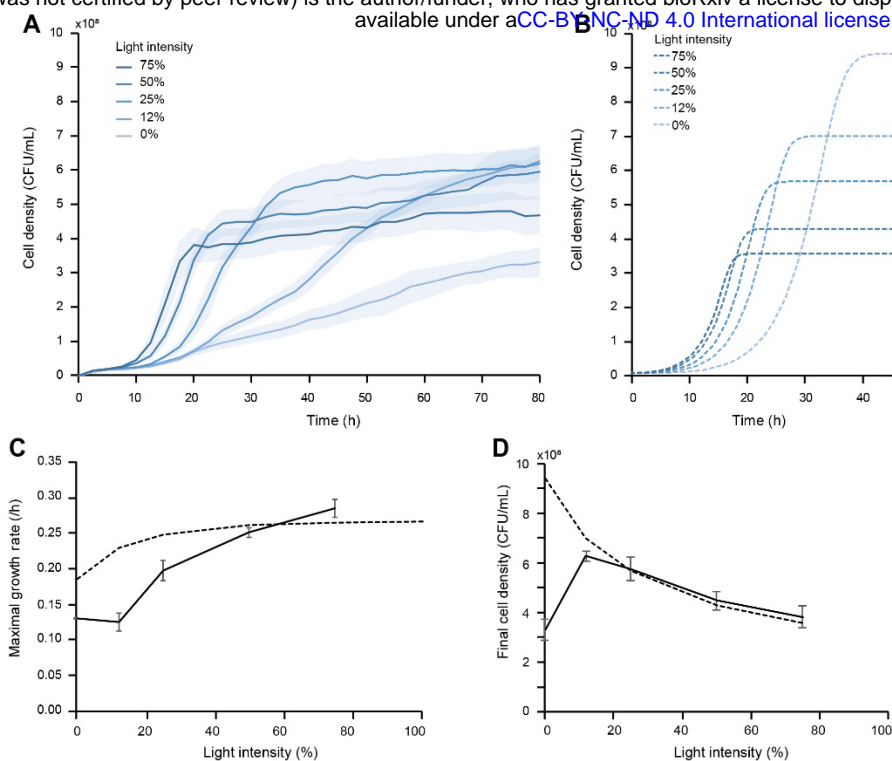 was not certified by peer review) is the author/funder, who has granted bioRxiv a license to disp
available under aCC-BY-NC-ND 4.0 International license
A
x10⁸
Light intensity
75%
50%
25%
12%
0%
Cell density (CFU/mL)
10
9
8
7
6
5
4
3
2
1
0
0 10 20 30 40 50 60 70 80
Time (h)
B
x10⁸
Light intensity
75%
50%
25%
12%
0%
Cell density (CFU/mL)
10
9
8
7
6
5
4
3
2
1
0
0 10 20 30 40
Time (h)
C
Maximal growth rate (/h)
0.35
0.30
0.25
0.20
0.15
0.10
0.05
0.00
0 20 40 60 80 100
Light intensity (%)
D
x10⁸
Final cell density (CFU/mL)
10
8
6
4
2
0
0 20 40 60 80 100
Light intensity (%)